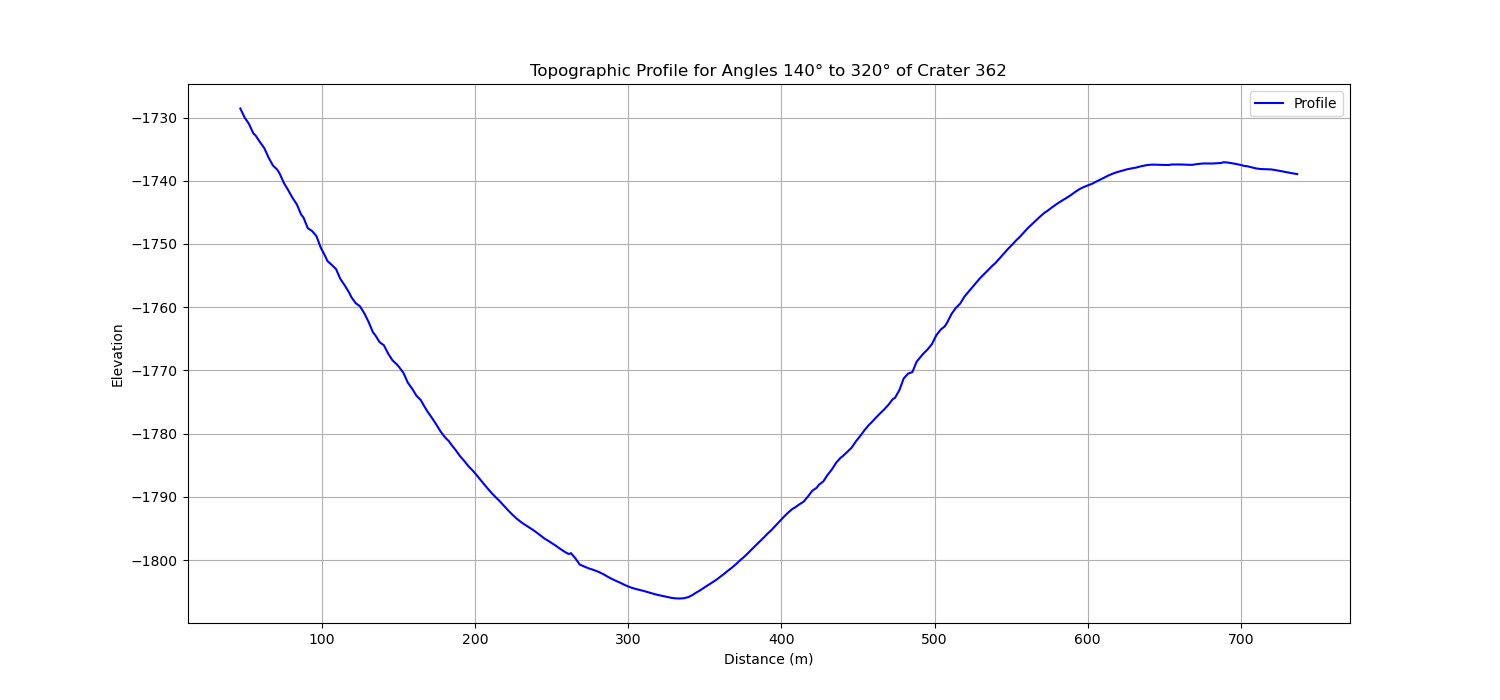 Topographic Profile for Angles 140° to 320° of Crater 362
Profile
−1730
−1740
−1750
−1760
−1770
−1780
−1790
−1800
Elevation
100 200 300 400 500 600 700
Distance (m)